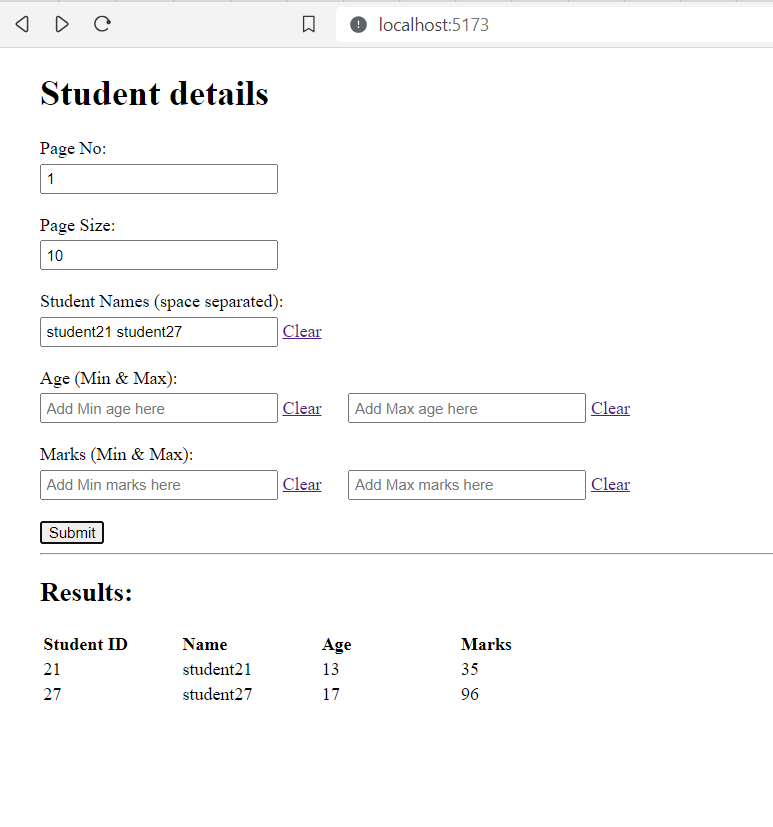 localhost:5173
Student details
Page No:
1
Page Size:
10
Student Names (space separated):
student21 student27 Clear
Age (Min & Max):
Add Min age here Clear Add Max age here Clear
Marks (Min & Max):
Add Min marks here Clear Add Max marks here Clear
Submit
Results:
Student ID Name Age Marks
21 student21 13 35
27 student27 17 96